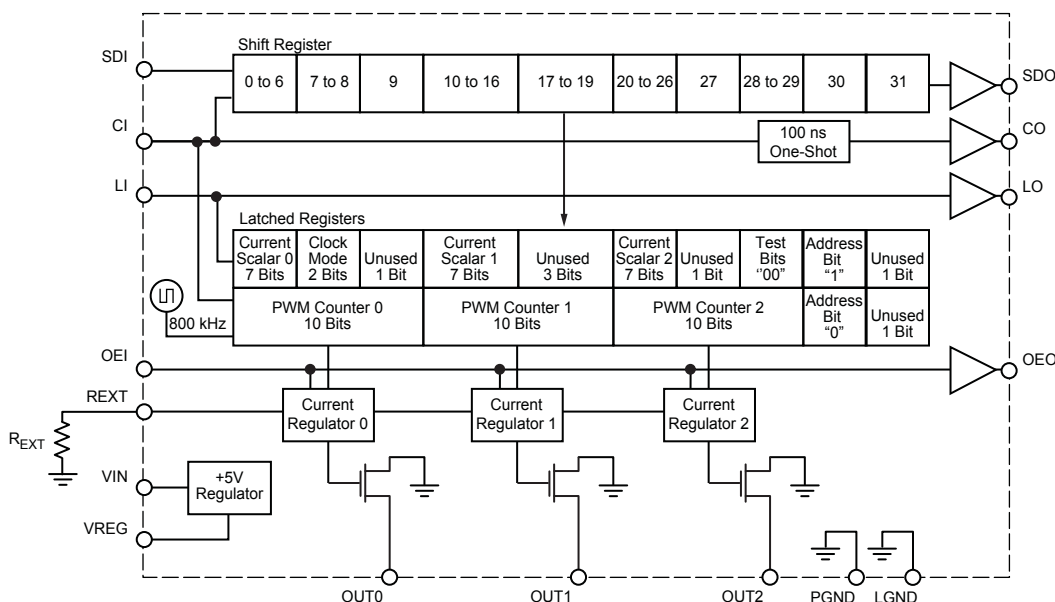 Shift Register
SDI
0 to 6
7 to 8
9
10 to 16
17 to 19
20 to 26
27
28 to 29
30
31
SDO
CI
100 ns
One-Shot
CO
LI
LO
Latched Registers
Current
Scalar 0
7 Bits
Clock
Mode
2 Bits
Unused
1 Bit
Current
Scalar 1
7 Bits
Unused
3 Bits
Current
Scalar 2
7 Bits
Unused
1 Bit
Test
Bits
‘'00”
Address
Bit
“1”
Unused
1 Bit
800 kHz
PWM Counter 0
10 Bits
PWM Counter 1
10 Bits
PWM Counter 2
10 Bits
Address
Bit
“0”
Unused
1 Bit
OEI
OEO
REXT
Current
Regulator 0
Current
Regulator 1
Current
Regulator 2
REXT
VIN
+5V
Regulator
VREG
OUT0
OUT1
OUT2
PGND
LGND